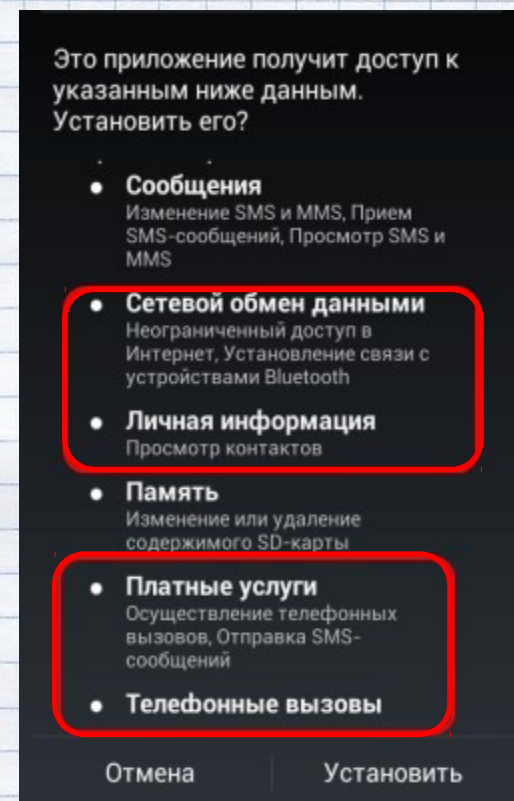 Это приложение получит доступ к
указанным ниже данным.
Установить его?
● Сообщения
Изменение SMS и MMS, Прием
SMS-сообщений, Просмотр SMS и
MMS
● Сетевой обмен данными
Неограниченный доступ в
Интернет, Установление связи с
устройствами Bluetooth
● Личная информация
Просмотр контактов
● Память
Изменение или удаление
содержимого SD-карты
● Платные услуги
Осуществление телефонных
вызовов, Отправка SMS-
сообщений
● Телефонные вызовы
Отмена
Установить